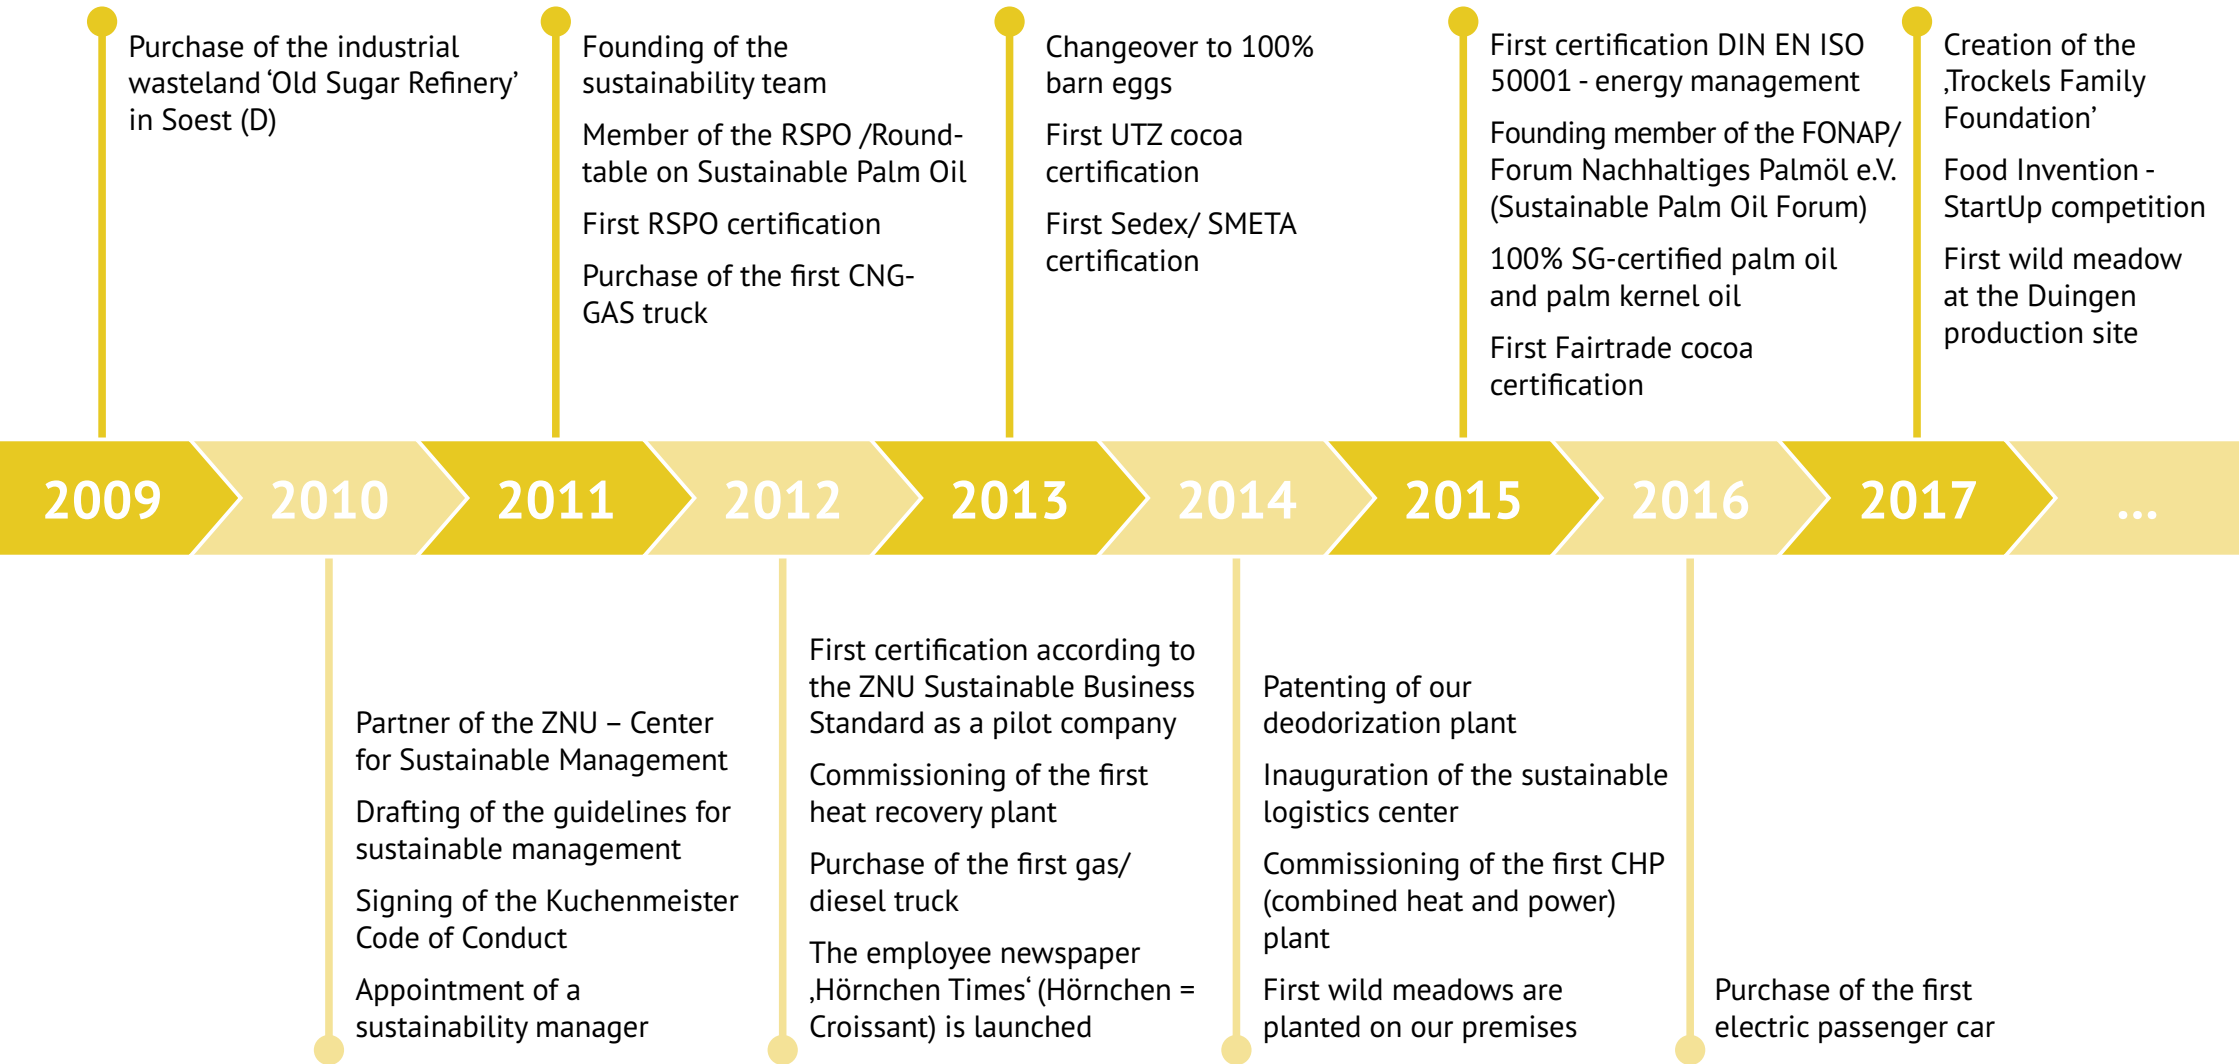 Purchase of the industrial
wasteland ‘Old Sugar Refinery’
in Soest (D)
Founding of the
sustainability team
Member of the RSPO /Round-
table on Sustainable Palm Oil
First RSPO certification
Purchase of the first CNG-
GAS truck
Changeover to 100%
barn eggs
First UTZ cocoa
certification
First Sedex/ SMETA
certification
First certification DIN EN ISO
50001 - energy management
Founding member of the FONAP/
Forum Nachhaltiges Palmöl e.V.
(Sustainable Palm Oil Forum)
100% SG-certified palm oil
and palm kernel oil
First Fairtrade cocoa
certification
Creation of the
‚Trockels Family
Foundation’
Food Invention -
StartUp competition
First wild meadow
at the Duingen
production site
2009
2010
2011
2012
2013
2014
2015
2016
2017
...
Partner of the ZNU – Center
for Sustainable Management
Drafting of the guidelines for
sustainable management
Signing of the Kuchenmeister
Code of Conduct
Appointment of a
sustainability manager
First certification according to
the ZNU Sustainable Business
Standard as a pilot company
Commissioning of the first
heat recovery plant
Purchase of the first gas/
diesel truck
The employee newspaper
‚Hörnchen Times‘ (Hörnchen =
Croissant) is launched
Patenting of our
deodorization plant
Inauguration of the sustainable
logistics center
Commissioning of the first CHP
(combined heat and power)
plant
First wild meadows are
planted on our premises
Purchase of the first
electric passenger car